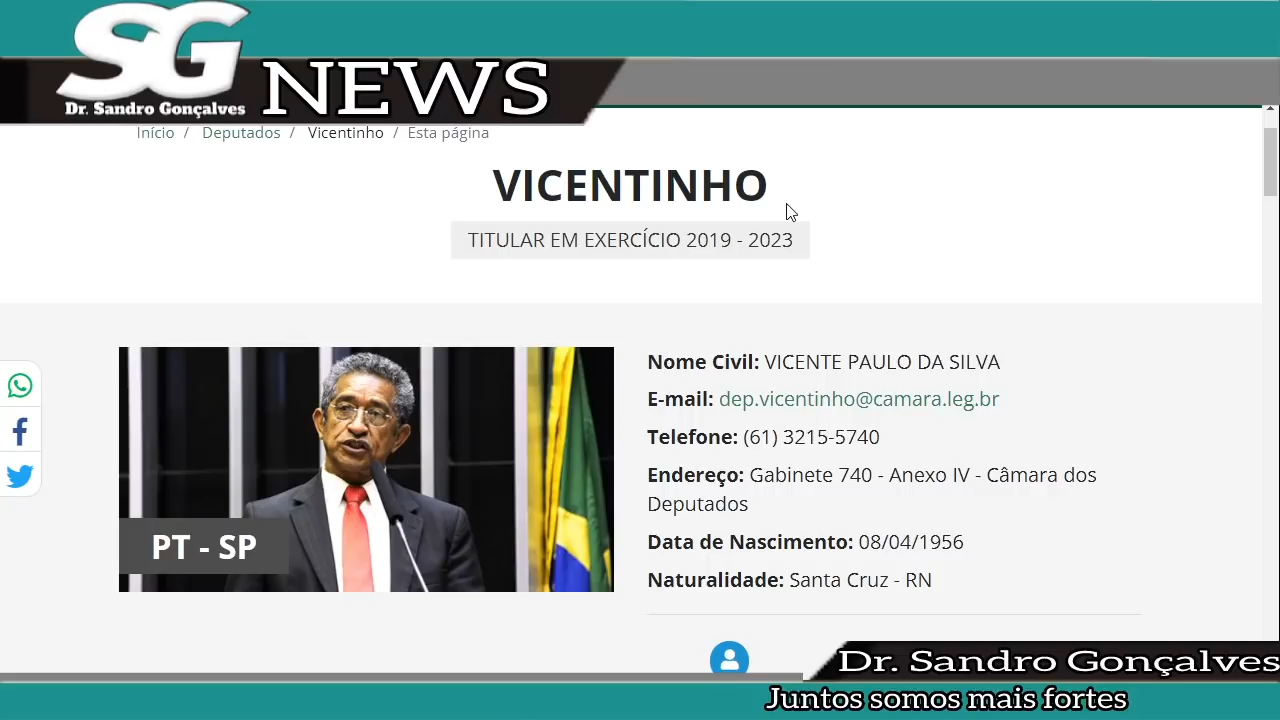 SG
Dr. Sandro Gonçalves
NEWS
Início / Deputados / Vicentinho / Esta página
VICENTINHO
TITULAR EM EXERCÍCIO 2019 - 2023
PT - SP
Nome Civil: VICENTE PAULO DA SILVA
E-mail: dep.vicentinho@camara.leg.br
Telefone: (61) 3215-5740
Endereço: Gabinete 740 - Anexo IV - Câmara dos
Deputados
Data de Nascimento: 08/04/1956
Naturalidade: Santa Cruz - RN
Dr. Sandro Gonçalves
Juntos somos mais fortes